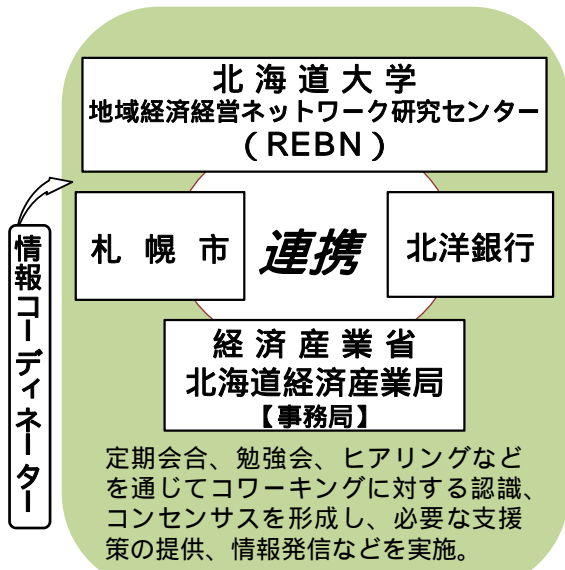 北海道大学
地域経済経営ネットワーク研究センター
（REBN）
札幌市
連携
北洋銀行
経済産業省
北海道経済産業局
【事務局】
情報コーディネーター
定期会合、勉強会、ヒアリングなど
を通じてコワーキングに対する認識、
コンセンサスを形成し、必要な支援
策の提供、情報発信などを実施。